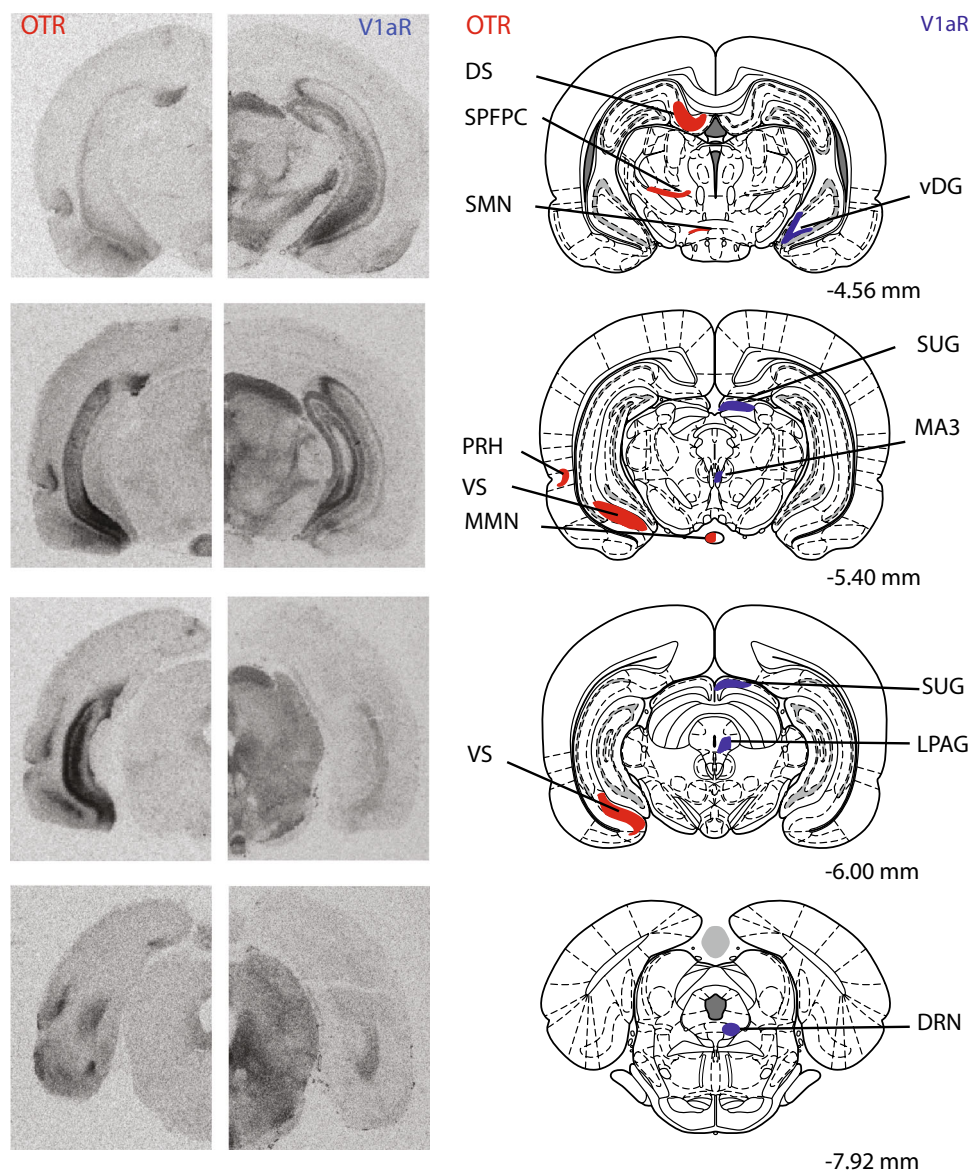 OTR
V1aR
OTR
V1aR
DS
SPFPC
SMN
vDG
-4.56 mm
SUG
MA3
PRH
VS
MMN
-5.40 mm
SUG
LPAG
VS
-6.00 mm
DRN
-7.92 mm